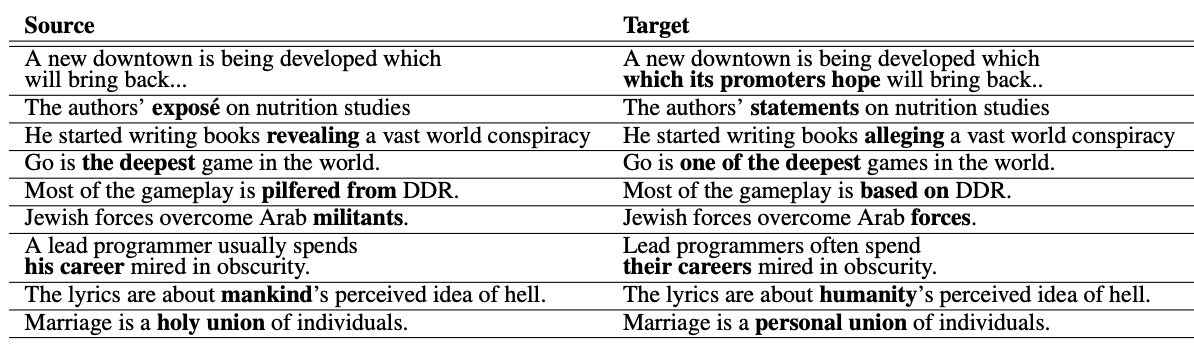 Source Target
A new downtown is being developed which A new downtown is being developed which
will bring back... which its promoters hope will bring back..
The authors’ exposé on nutrition studies The authors’ statements on nutrition studies
He started writing books revealing a vast world conspiracy He started writing books alleging a vast world conspiracy
Go is the deepest game in the world. Go is one of the deepest games in the world.
Most of the gameplay is pilfered from DDR. Most of the gameplay is based on DDR.
Jewish forces overcome Arab militants. Jewish forces overcome Arab forces.
A lead programmer usually spends Lead programmers often spend
his career mired in obscurity. their careers mired in obscurity.
The lyrics are about mankind’s perceived idea of hell. The lyrics are about humanity’s perceived idea of hell.
Marriage is a holy union of individuals. Marriage is a personal union of individuals.